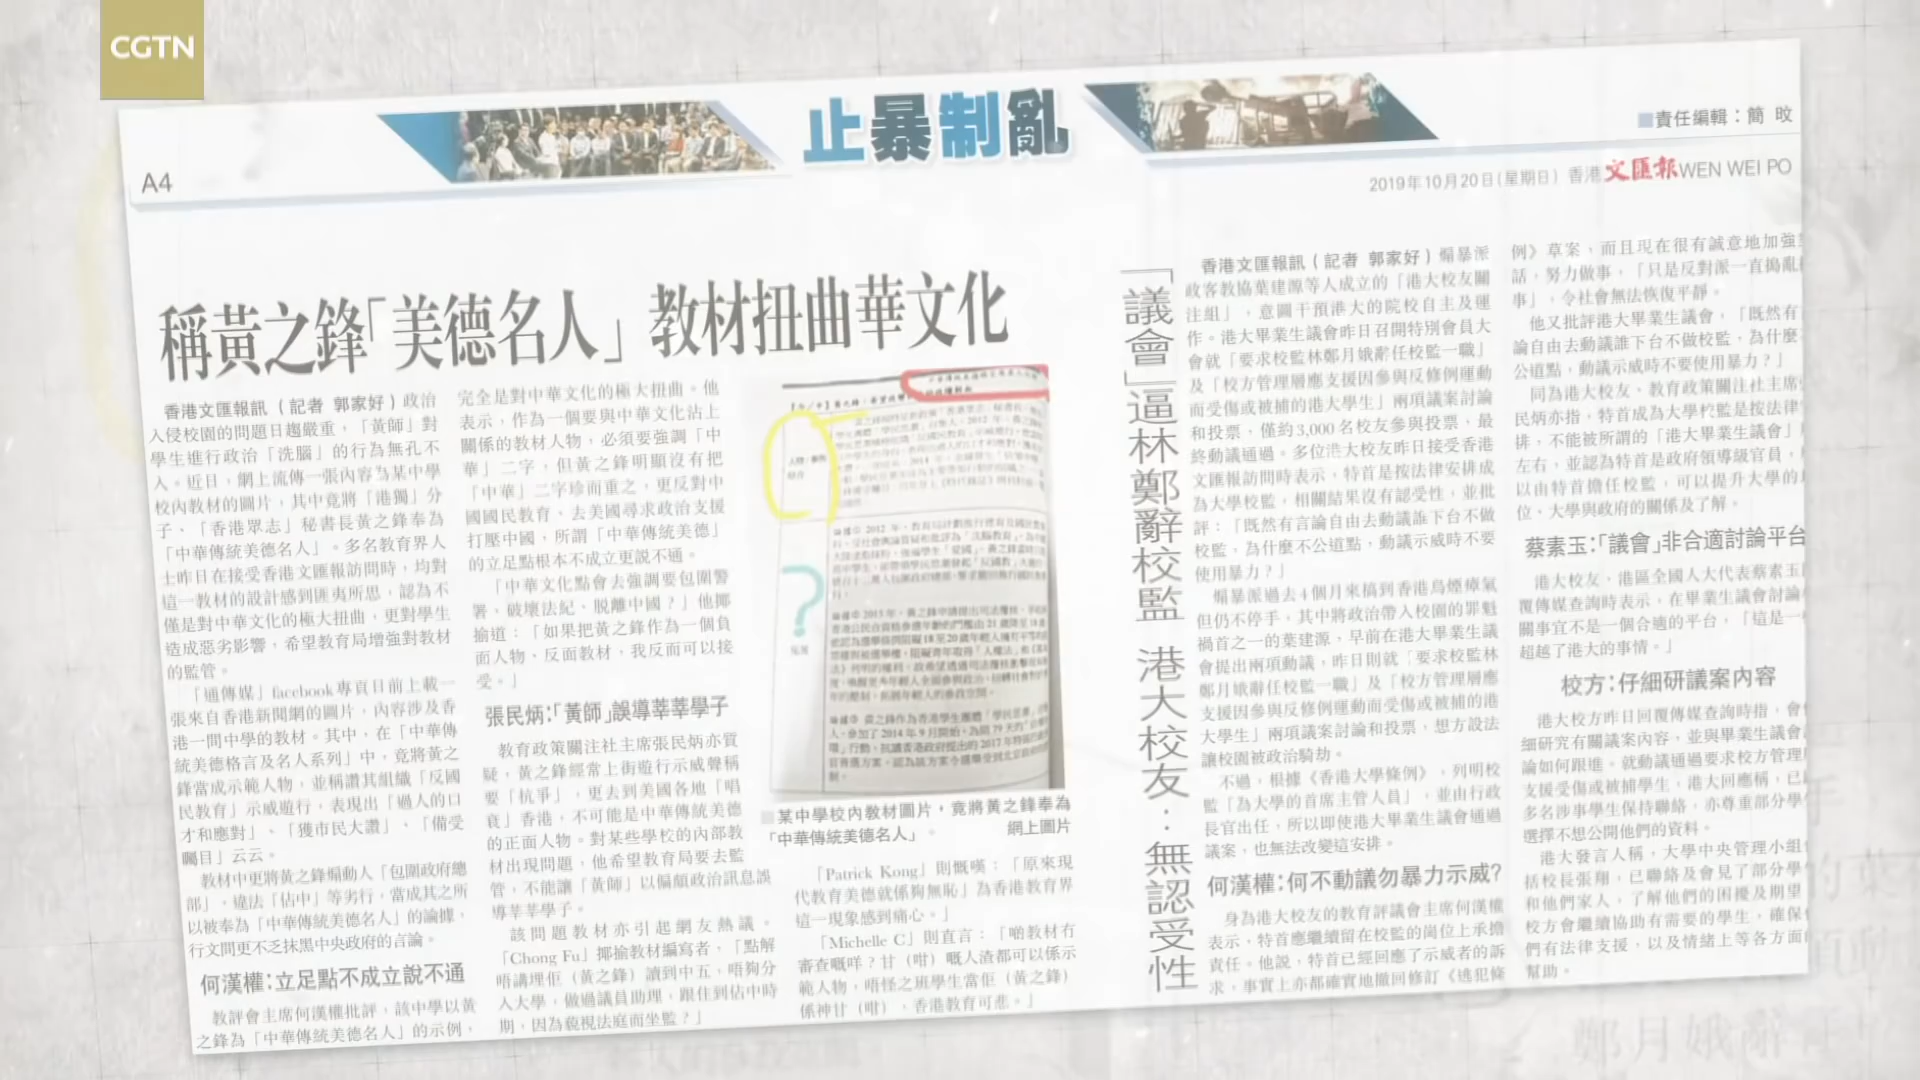 CGTN
止暴制亂
A4
■責任編輯：簡 旼
2019年10月20日(星期日) 香港文匯報WEN WEI PO
稱黃之鋒「美德名人」 教材扭曲華文化
香港文匯報訊（記者 郭家好）政治
入侵校園的問題日趨嚴重，「黃師」對
學生進行政治「洗腦」的行為無孔不
入。近日，網上流傳一張內容為某中學
校內教材的圖片，其中竟將「港獨」分
子、「香港眾志」秘書長黃之鋒奉為
「中華傳統美德名人」。多名教育界人
士昨日在接受香港文匯報訪問時，均對
這一教材的設計感到匪夷所思，認為不
僅是對中華文化的極大扭曲，更對學生
造成惡劣影響，希望教育局增強對教材
的監管。
「通傳媒」facebook專頁日前上載一
張來自香港新聞網的圖片，內容涉及香
港一間中學的教材。其中，在「中華傳
統美德格言及名人系列」中，竟將黃之
鋒當成示範人物，並稱讚其組織「反國
民教育」示威遊行，表現出「過人的口
才和應對」、「獲市民大讚」、「備受
矚目」云云。
教材中更將黃之鋒煽動人「包圍政府總
部」、違法「佔中」等劣行，當成其之所
以被奉為「中華傳統美德名人」的論據，
行文間更不乏抹黑中央政府的言論。
何漢權：立足點不成立說不通
教評會主席何漢權批評，該中學以黃
之鋒為「中華傳統美德名人」的示例，
完全是對中華文化的極大扭曲。他
表示，作為一個要與中華文化沾上
關係的教材人物，必須要強調「中
華」二字，但黃之鋒明顯沒有把
「中華」二字珍而重之，更反對中
國國民教育、去美國尋求政治支援
打壓中國，所謂「中華傳統美德」
的立足點根本不成立更說不通。
「中華文化點會去強調要包圍警
署、破壞法紀、脫離中國？」他揶
揄道：「如果把黃之鋒作為一個負
面人物、反面教材，我反而可以接
受。」
張民炳：「黃師」誤導莘莘學子
教育政策關注社主席張民炳亦質
疑，黃之鋒經常上街遊行示威聲稱
要「抗爭」，更去到美國各地「唱
衰」香港，不可能是中華傳統美德
的正面人物。對某些學校的內部教
材出現問題，他希望教育局要去監
管，不能讓「黃師」以偏頗政治訊息誤
導莘莘學子。
該問題教材亦引起網友熱議。
「Chong Fu」揶揄教材編寫者，「點解
唔講埋佢（黃之鋒）讀到中五，唔夠分
入大學，做過議員助理，跟住到佔中時
期，因為藐視法庭而坐監？」
■某中學校內教材圖片，竟將黃之鋒奉為
「中華傳統美德名人」。 網上圖片
「Patrick Kong」則慨嘆：「原來現
代教育美德就係夠無恥」為香港教育界
這一現象感到痛心。」
「Michelle C」則直言：「啲教材冇
審查嘅咩？甘（咁）嘅人渣都可以係示
範人物，唔怪之班學生當佢（黃之鋒）
係神甘（咁），香港教育可悲。」
「議會」逼林鄭辭校監 港大校友：無認受性
香港文匯報訊（記者 郭家好）煽暴派
政客教協葉建源等人成立的「港大校友關
注組」，意圖干預港大的院校自主及運
作。港大畢業生議會昨日召開特別會員大
會就「要求校監林鄭月娥辭任校監一職」
及「校方管理層應支援因參與反修例運動
而受傷或被捕的港大學生」兩項議案討論
和投票，僅約3,000名校友參與投票，最
終動議通過。多位港大校友昨日接受香港
文匯報訪問時表示，特首是按法律安排成
為大學校監，相關結果沒有認受性，並批
評：「既然有言論自由去動議誰下台不做
校監，為什麼不公道點，動議示威時不要
使用暴力？」
煽暴派過去4個月來搞到香港烏煙瘴氣
但仍不停手，其中將政治帶入校園的罪魁
禍首之一的葉建源，早前在港大畢業生議
會提出兩項動議，昨日則就「要求校監林
鄭月娥辭任校監一職」及「校方管理層應
支援因參與反修例運動而受傷或被捕的港
大學生」兩項議案討論和投票，想方設法
讓校園被政治騎劫。
不過，根據《香港大學條例》，列明校
監「為大學的首席主管人員」，並由行政
長官出任，所以即使港大畢業生議會通過
議案，也無法改變這安排。
何漢權：何不動議勿暴力示威？
身為港大校友的教育評議會主席何漢權
表示，特首應繼續留在校監的崗位上承擔
責任。他說，特首已經回應了示威者的訴
求，事實上亦都確實地撤回修訂《逃犯條
例》草案，而且現在很有誠意地加強
話，努力做事，「只是反對派一直搗亂
事」，令社會無法恢復平靜。
他又批評港大畢業生議會，「既然有
論自由去動議誰下台不做校監，為什麼
公道點，動議示威時不要使用暴力？」
同為港大校友、教育政策關注社主席
民炳亦指，特首成為大學校監是按法律
排，不能被所謂的「港大畢業生議會」
左右，並認為特首是政府領導級官員，
以由特首擔任校監，可以提升大學的
位、大學與政府的關係及了解。
蔡素玉：「議會」非合適討論平台
港大校友、港區全國人大代表蔡素玉
覆傳媒查詢時表示，在畢業生議會討論
關事宜不是一個合適的平台，「這是一
超越了港大的事情。」
校方：仔細研議案內容
港大校方昨日回覆傳媒查詢時指，會
細研究有關議案內容，並與畢業生議會
論如何跟進。就動議通過要求校方管理
支援受傷或被捕學生，港大回應稱，已
多名涉事學生保持聯絡，亦尊重部分學
選擇不想公開他們的資料。
港大發言人稱，大學中央管理小組
括校長張翔，已聯絡及會見了部分學
和他們家人，了解他們的困擾及期望
校方會繼續協助有需要的學生，確保
們有法律支援，以及情緒上等各方面
幫助。
鄭月娥辭